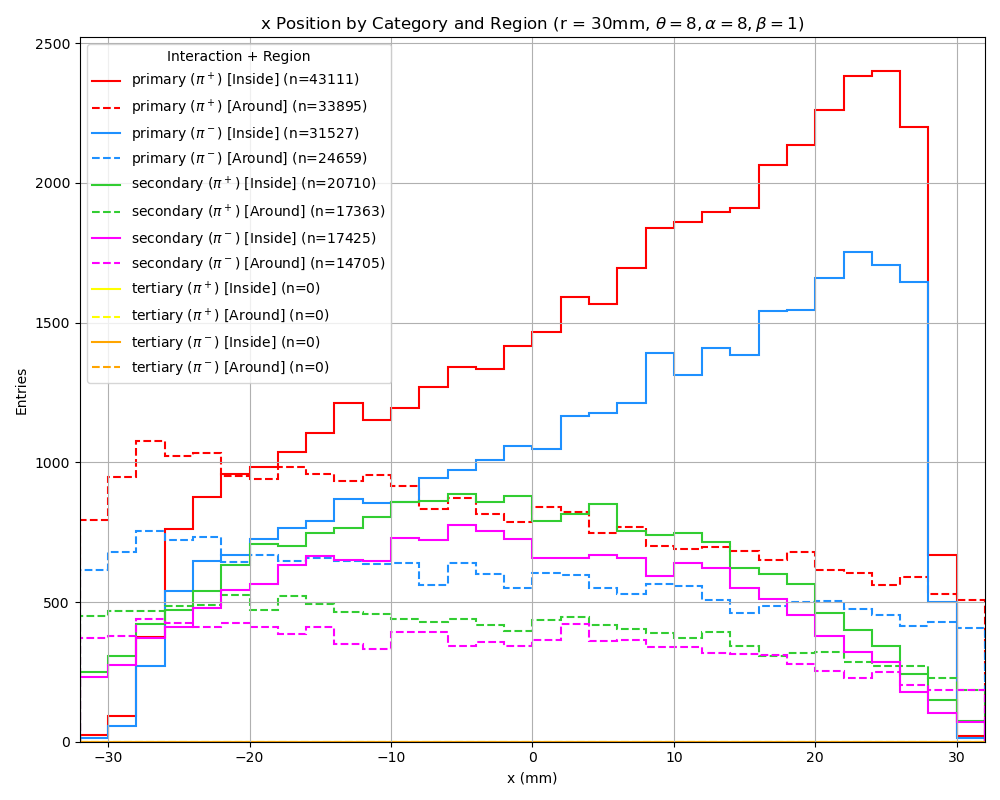 x Position by Category and Region (r = 30mm, θ = 8, α = 8, β = 1)
2500
2000
1500
1000
500
0
Entries
Interaction + Region
primary (π⁺) [Inside] (n=43111)
primary (π⁺) [Around] (n=33895)
primary (π⁻) [Inside] (n=31527)
primary (π⁻) [Around] (n=24659)
secondary (π⁺) [Inside] (n=20710)
secondary (π⁺) [Around] (n=17363)
secondary (π⁻) [Inside] (n=17425)
secondary (π⁻) [Around] (n=14705)
tertiary (π⁺) [Inside] (n=0)
tertiary (π⁺) [Around] (n=0)
tertiary (π⁻) [Inside] (n=0)
tertiary (π⁻) [Around] (n=0)
−30 −20 −10 0 10 20 30
x (mm)